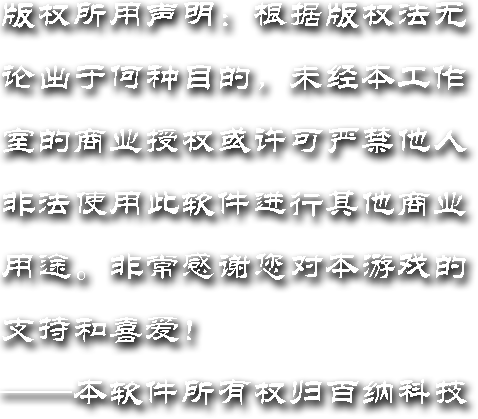 版权所用声明：根据版权法无
论出于何种目的，未经本工作
室的商业授权或许可严禁他人
非法使用此软件进行其他商业
用途。非常感谢您对本游戏的
支持和喜爱！
——本软件所有权归百纳科技